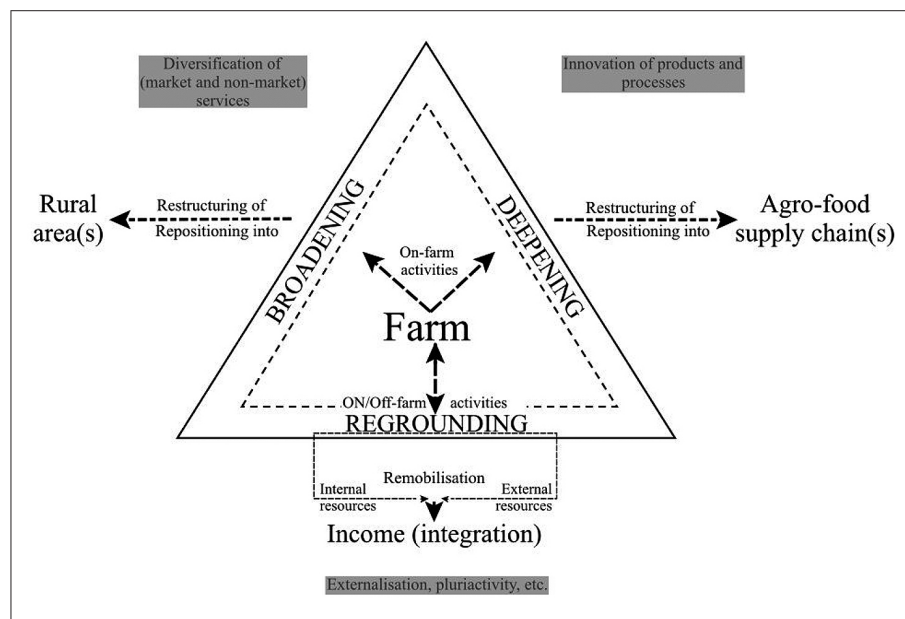 Diversification of
(market and non-market)
services
Innovation of products and
processes
Rural
area(s)
Restructuring of
Repositioning into
BROADENING
On-farm
activities
DEEPENING
Restructuring of
Repositioning into
Agro-food
supply chain(s)
Farm
ON/Off-farm activities
REGROUNDING
Remobilisation
Internal
resources
External
resources
Income (integration)
Externalisation, pluriactivity, etc.